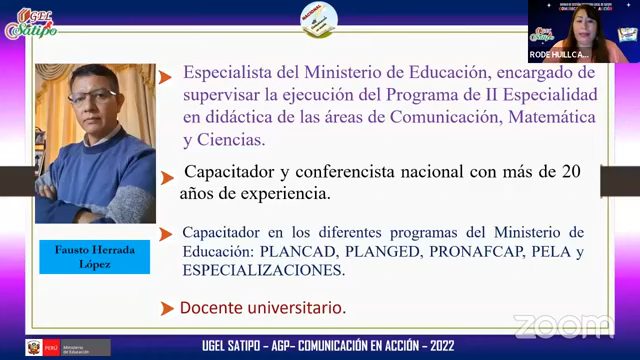 UGEL
Satipo
NACIONAL
RODE HUILLCA...
Especialista del Ministerio de Educación, encargado de
supervisar la ejecución del Programa de II Especialidad
en didáctica de las áreas de Comunicación, Matemática
y Ciencias.
Capacitador y conferencista nacional con más de 20
años de experiencia.
Capacitador en los diferentes programas del Ministerio de
Educación: PLANCAD, PLANGED, PRONAFCAP, PELA y
ESPECIALIZACIONES.
Docente universitario.
Fausto Herrada
López
zoom
PERÚ
Ministerio
de Educación
UGEL SATIPO – AGP– COMUNICACIÓN EN ACCIÓN – 2022